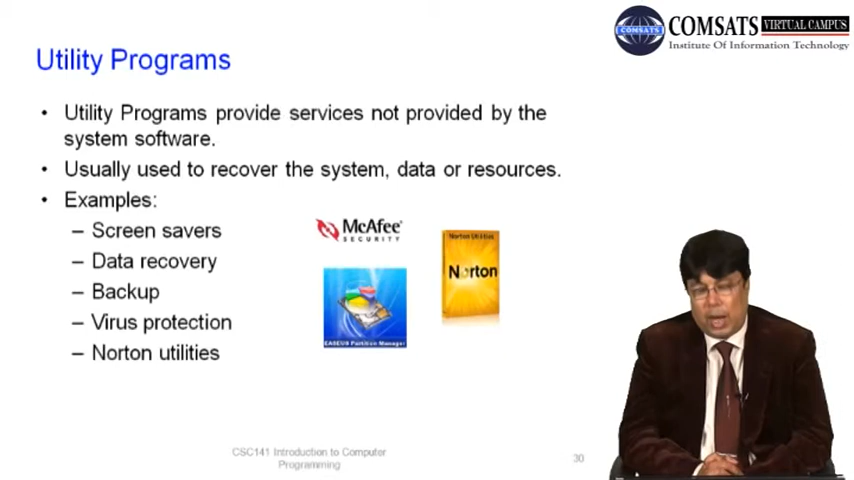 COMSATS
COMSATS VIRTUAL CAMPUS
Institute Of Information Technology
Utility Programs
• Utility Programs provide services not provided by the
system software.
• Usually used to recover the system, data or resources.
• Examples:
– Screen savers
– Data recovery
– Backup
– Virus protection
– Norton utilities
McAfee
SECURITY
Norton Utilities
Norton
EASEUS Partition Manager
CSC141 Introduction to Computer
Programming
30